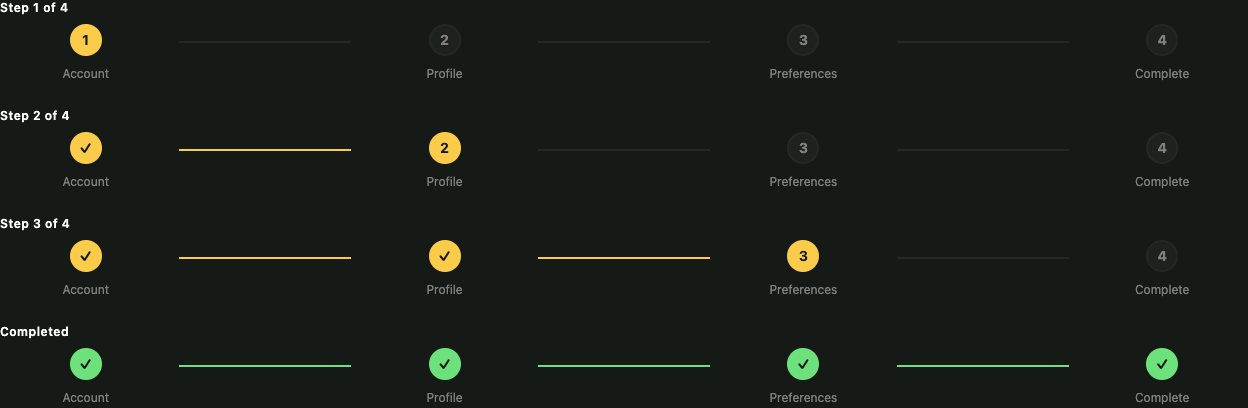 Step 1 of 4
1 2 3 4
Account Profile Preferences Complete
Step 2 of 4
2 3 4
Account Profile Preferences Complete
Step 3 of 4
3 4
Account Profile Preferences Complete
Completed
Account Profile Preferences Complete